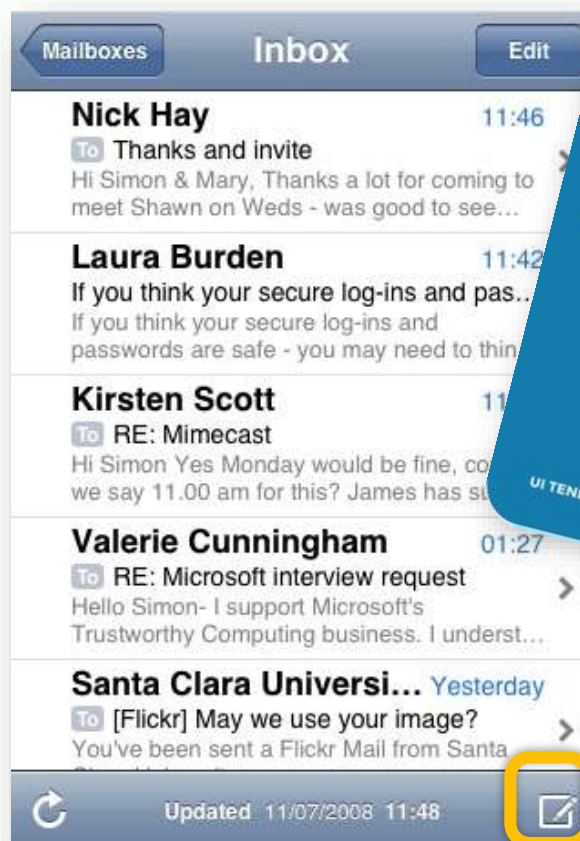 Mailboxes
Inbox
Edit
Nick Hay
11:46
To Thanks and invite
Hi Simon & Mary, Thanks a lot for coming to
meet Shawn on Weds - was good to see...
Laura Burden
11:42
If you think your secure log-ins and pas...
If you think your secure log-ins and
passwords are safe - you may need to thin
Kirsten Scott
To RE: Mimecast
Hi Simon Yes Monday would be fine, co
we say 11.00 am for this? James has su
UI TEN
Valerie Cunningham
01:27
To RE: Microsoft interview request
Hello Simon- I support Microsoft's
Trustworthy Computing business. I underst...
Santa Clara Universi... Yesterday
To [Flickr] May we use your image?
You've been sent a Flickr Mail from Santa
Updated 11/07/2008 11:48